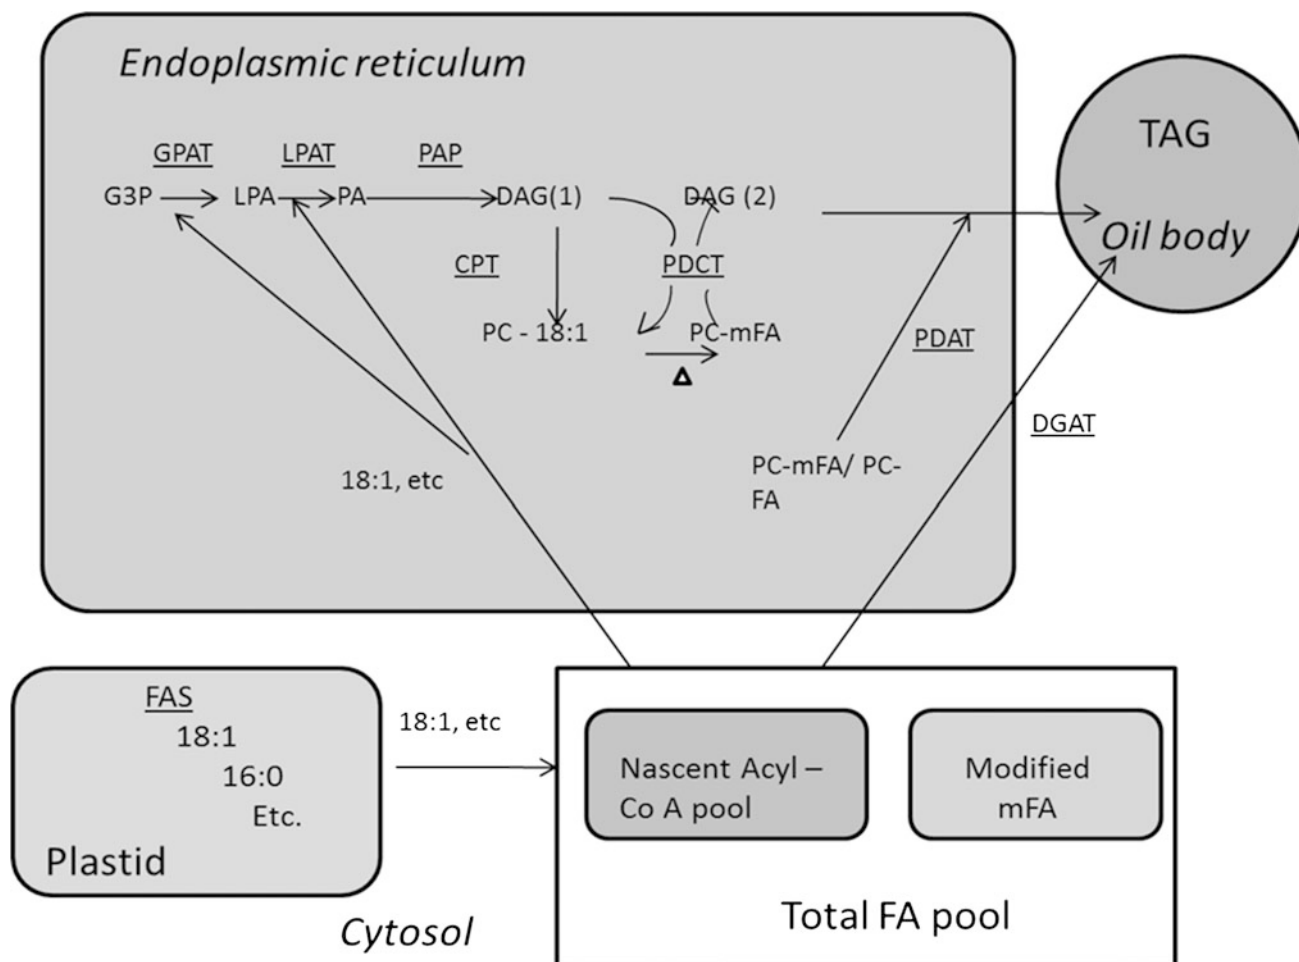 Endoplasmic reticulum
GPAT LPAT PAP
G3P LPA PA DAG(1) DAG (2)
CPT PDCT
PC - 18:1 PC-mFA
Δ
PDAT
DGAT
18:1, etc
PC-mFA/ PC-
FA
TAG
Oil body
FAS
18:1
16:0
Etc.
Plastid
18:1, etc
Cytosol
Nascent Acyl –
Co A pool
Modified
mFA
Total FA pool